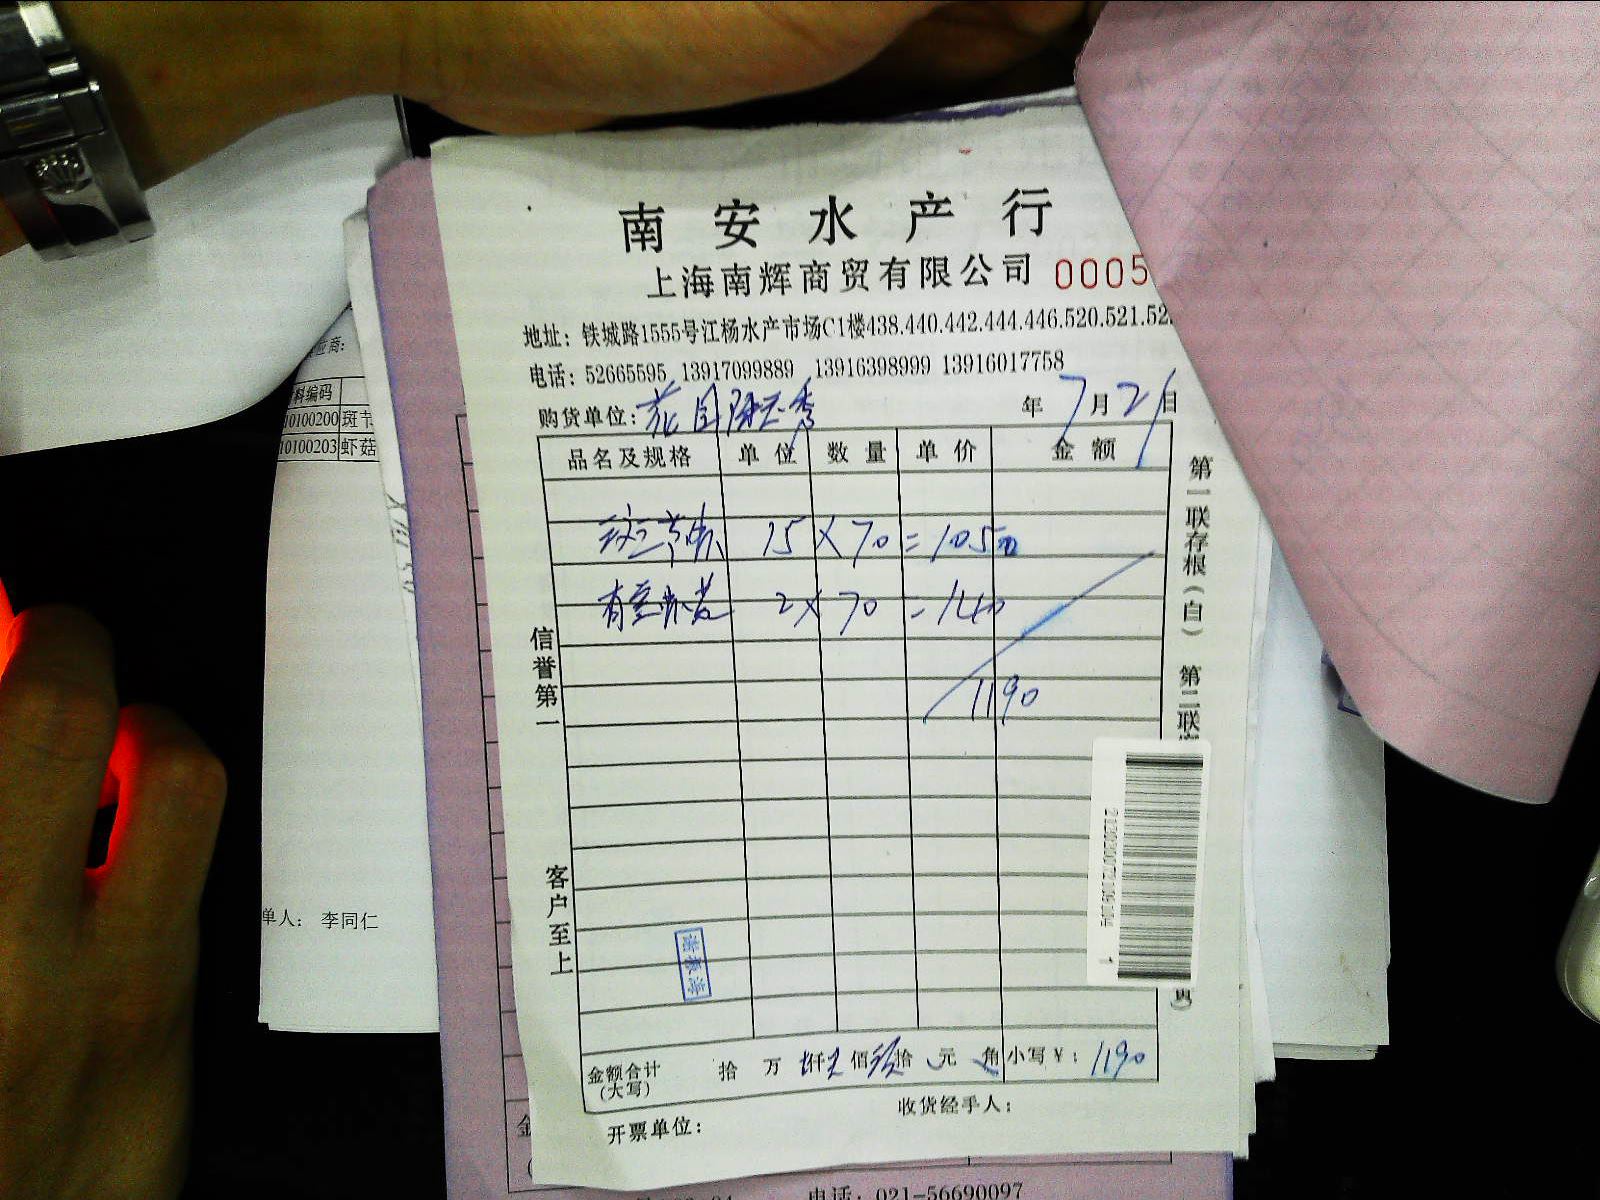 南安水产行
上海南辉商贸有限公司 0005
地址：铁城路1555号江杨水产市场C1楼438.440.442.444.446.520.521.52
电话：52665595 13917099889 13916398999 13916017758
购货单位： 年 7月21日
品名及规格 单位 数量 单价 金额
15 X 70 = 1050
2 X 70 = 140
1190
金额合计 拾 万 仟 佰 拾 元 角 小写¥：1190
(大写)
收货经手人：
开票单位：
信誉第一
客户至上
第一联存根（白） 第二联
应商：
料编码
10100200 斑节
10100203 虾菇
单人： 李同仁
电话：021-56690097